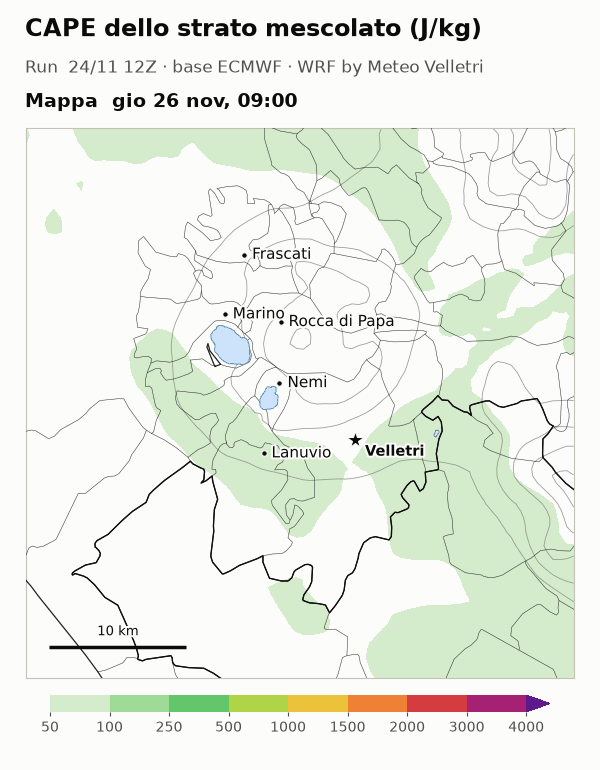 CAPE dello strato mescolato (J/kg)
Run  24/11 12Z · base ECMWF · WRF by Meteo Velletri
Mappa  gio 26 nov, 09:00
Frascati
Marino
Rocca di Papa
Nemi
Velletri
Lanuvio
10 km
50 100 250 500 1000 1500 2000 3000 4000